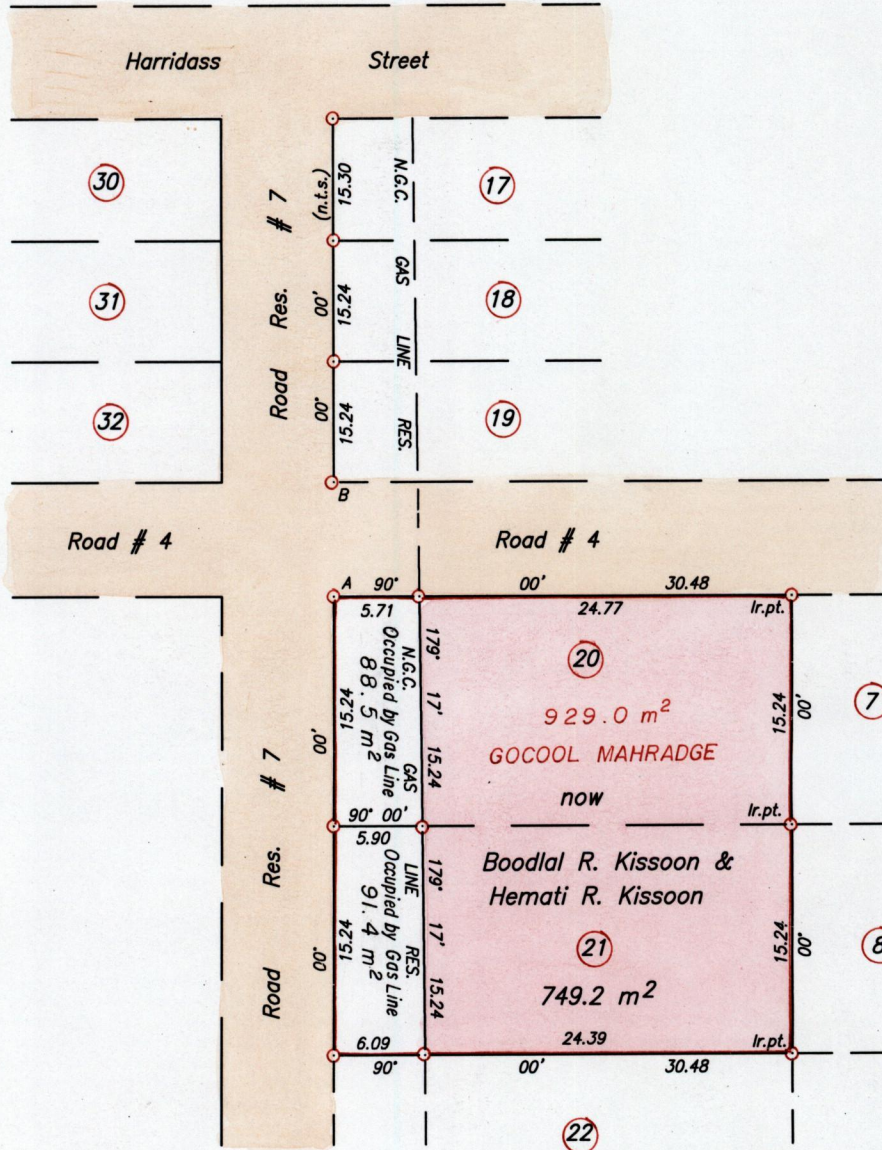 Harridass Street
30
31
32
Road Res. # 7
00° 00'
(n.t.s.)
15.30
15.24
15.24
N.G.C. GAS LINE RES.
17
18
19
B
Road # 4
Road # 4
A 90° 00' 30.48
5.71 24.77 Ir.pt.
Road Res. # 7
00° 00'
15.24
15.24
N.G.C. GAS LINE RES.
Occupied by Gas Line
88.5 m²
179° 17' 15.24
20
929.0 m²
GOCOOL MAHRADGE
now
15.24
00° 00'
7
90° 00'
5.90
Ir.pt.
Occupied by Gas Line
91.4 m²
179° 17' 15.24
Boodlal R. Kissoon &
Hemati R. Kissoon
21
749.2 m²
15.24
8
6.09 24.39 Ir.pt.
90° 00' 30.48
22